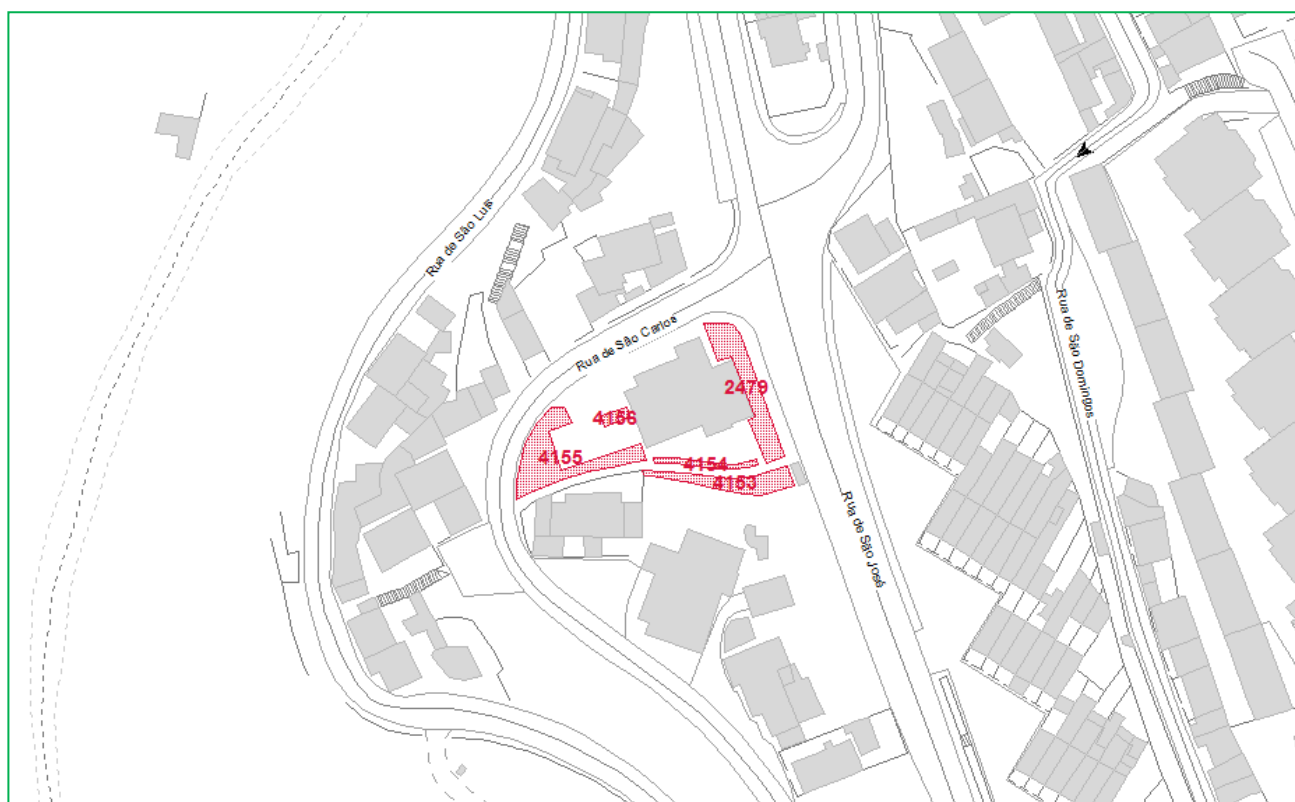 Rua de São Luís
Rua de São Carlos
Rua de São Domingos
2479
4156
4155
4154
4153
Rua de São José